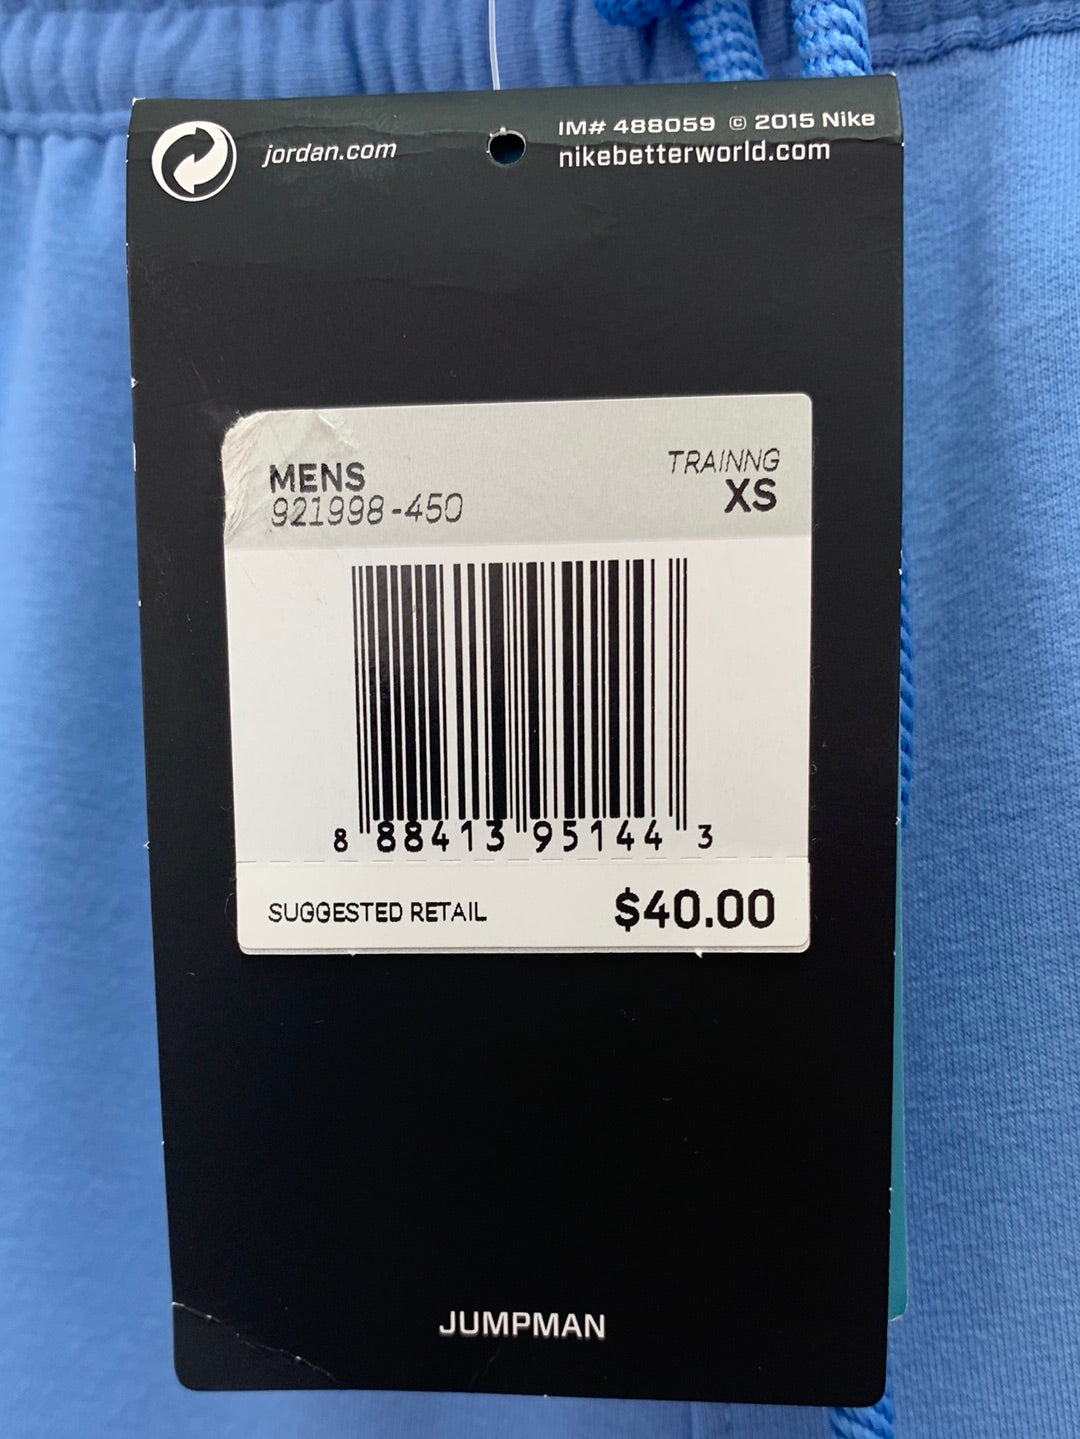 jordan.com
IM# 488059 © 2015 Nike
nikebetterworld.com
MENS
921998-450
TRAINNG
XS
8 88413 95144 3
SUGGESTED RETAIL $40.00
JUMPMAN